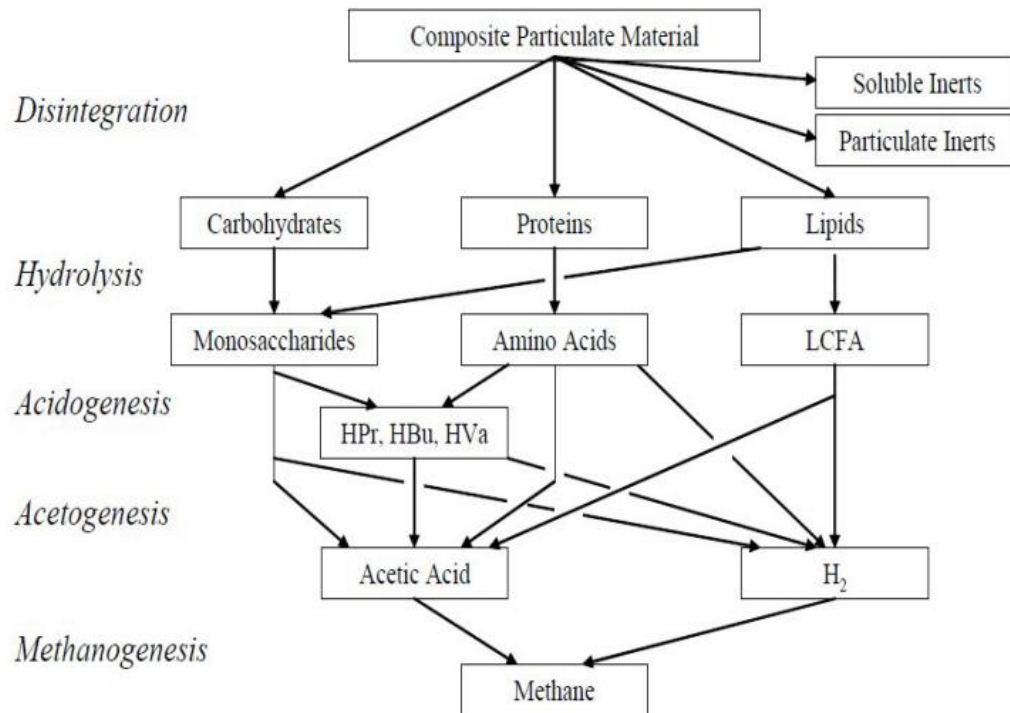 Composite Particulate Material
Soluble Inerts
Disintegration
Particulate Inerts
Carbohydrates
Proteins
Lipids
Hydrolysis
Monosaccharides
Amino Acids
LCFA
Acidogenesis
HPr, HBu, HVa
Acetogenesis
Acetic Acid
H₂
Methanogenesis
Methane